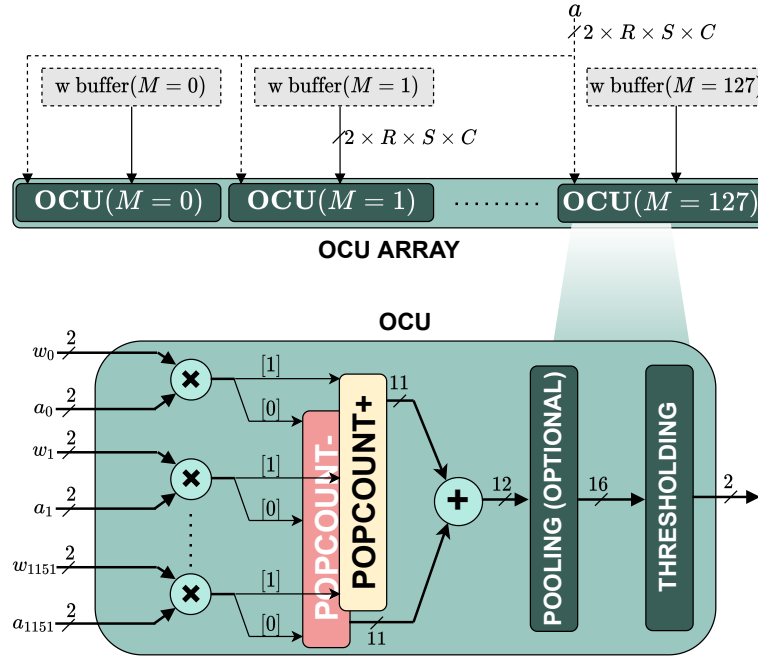 a
2 × R × S × C
w buffer(M = 0)
w buffer(M = 1)
w buffer(M = 127)
2 × R × S × C
OCU(M = 0)
OCU(M = 1)
.........
OCU(M = 127)
OCU ARRAY
OCU
w0
2
a0
2
[1]
[0]
11
w1
2
a1
2
[1]
[0]
w1151
2
a1151
2
[1]
[0]
11
POPCOUNT-
POPCOUNT+
12
POOLING (OPTIONAL)
16
THRESHOLDING
2